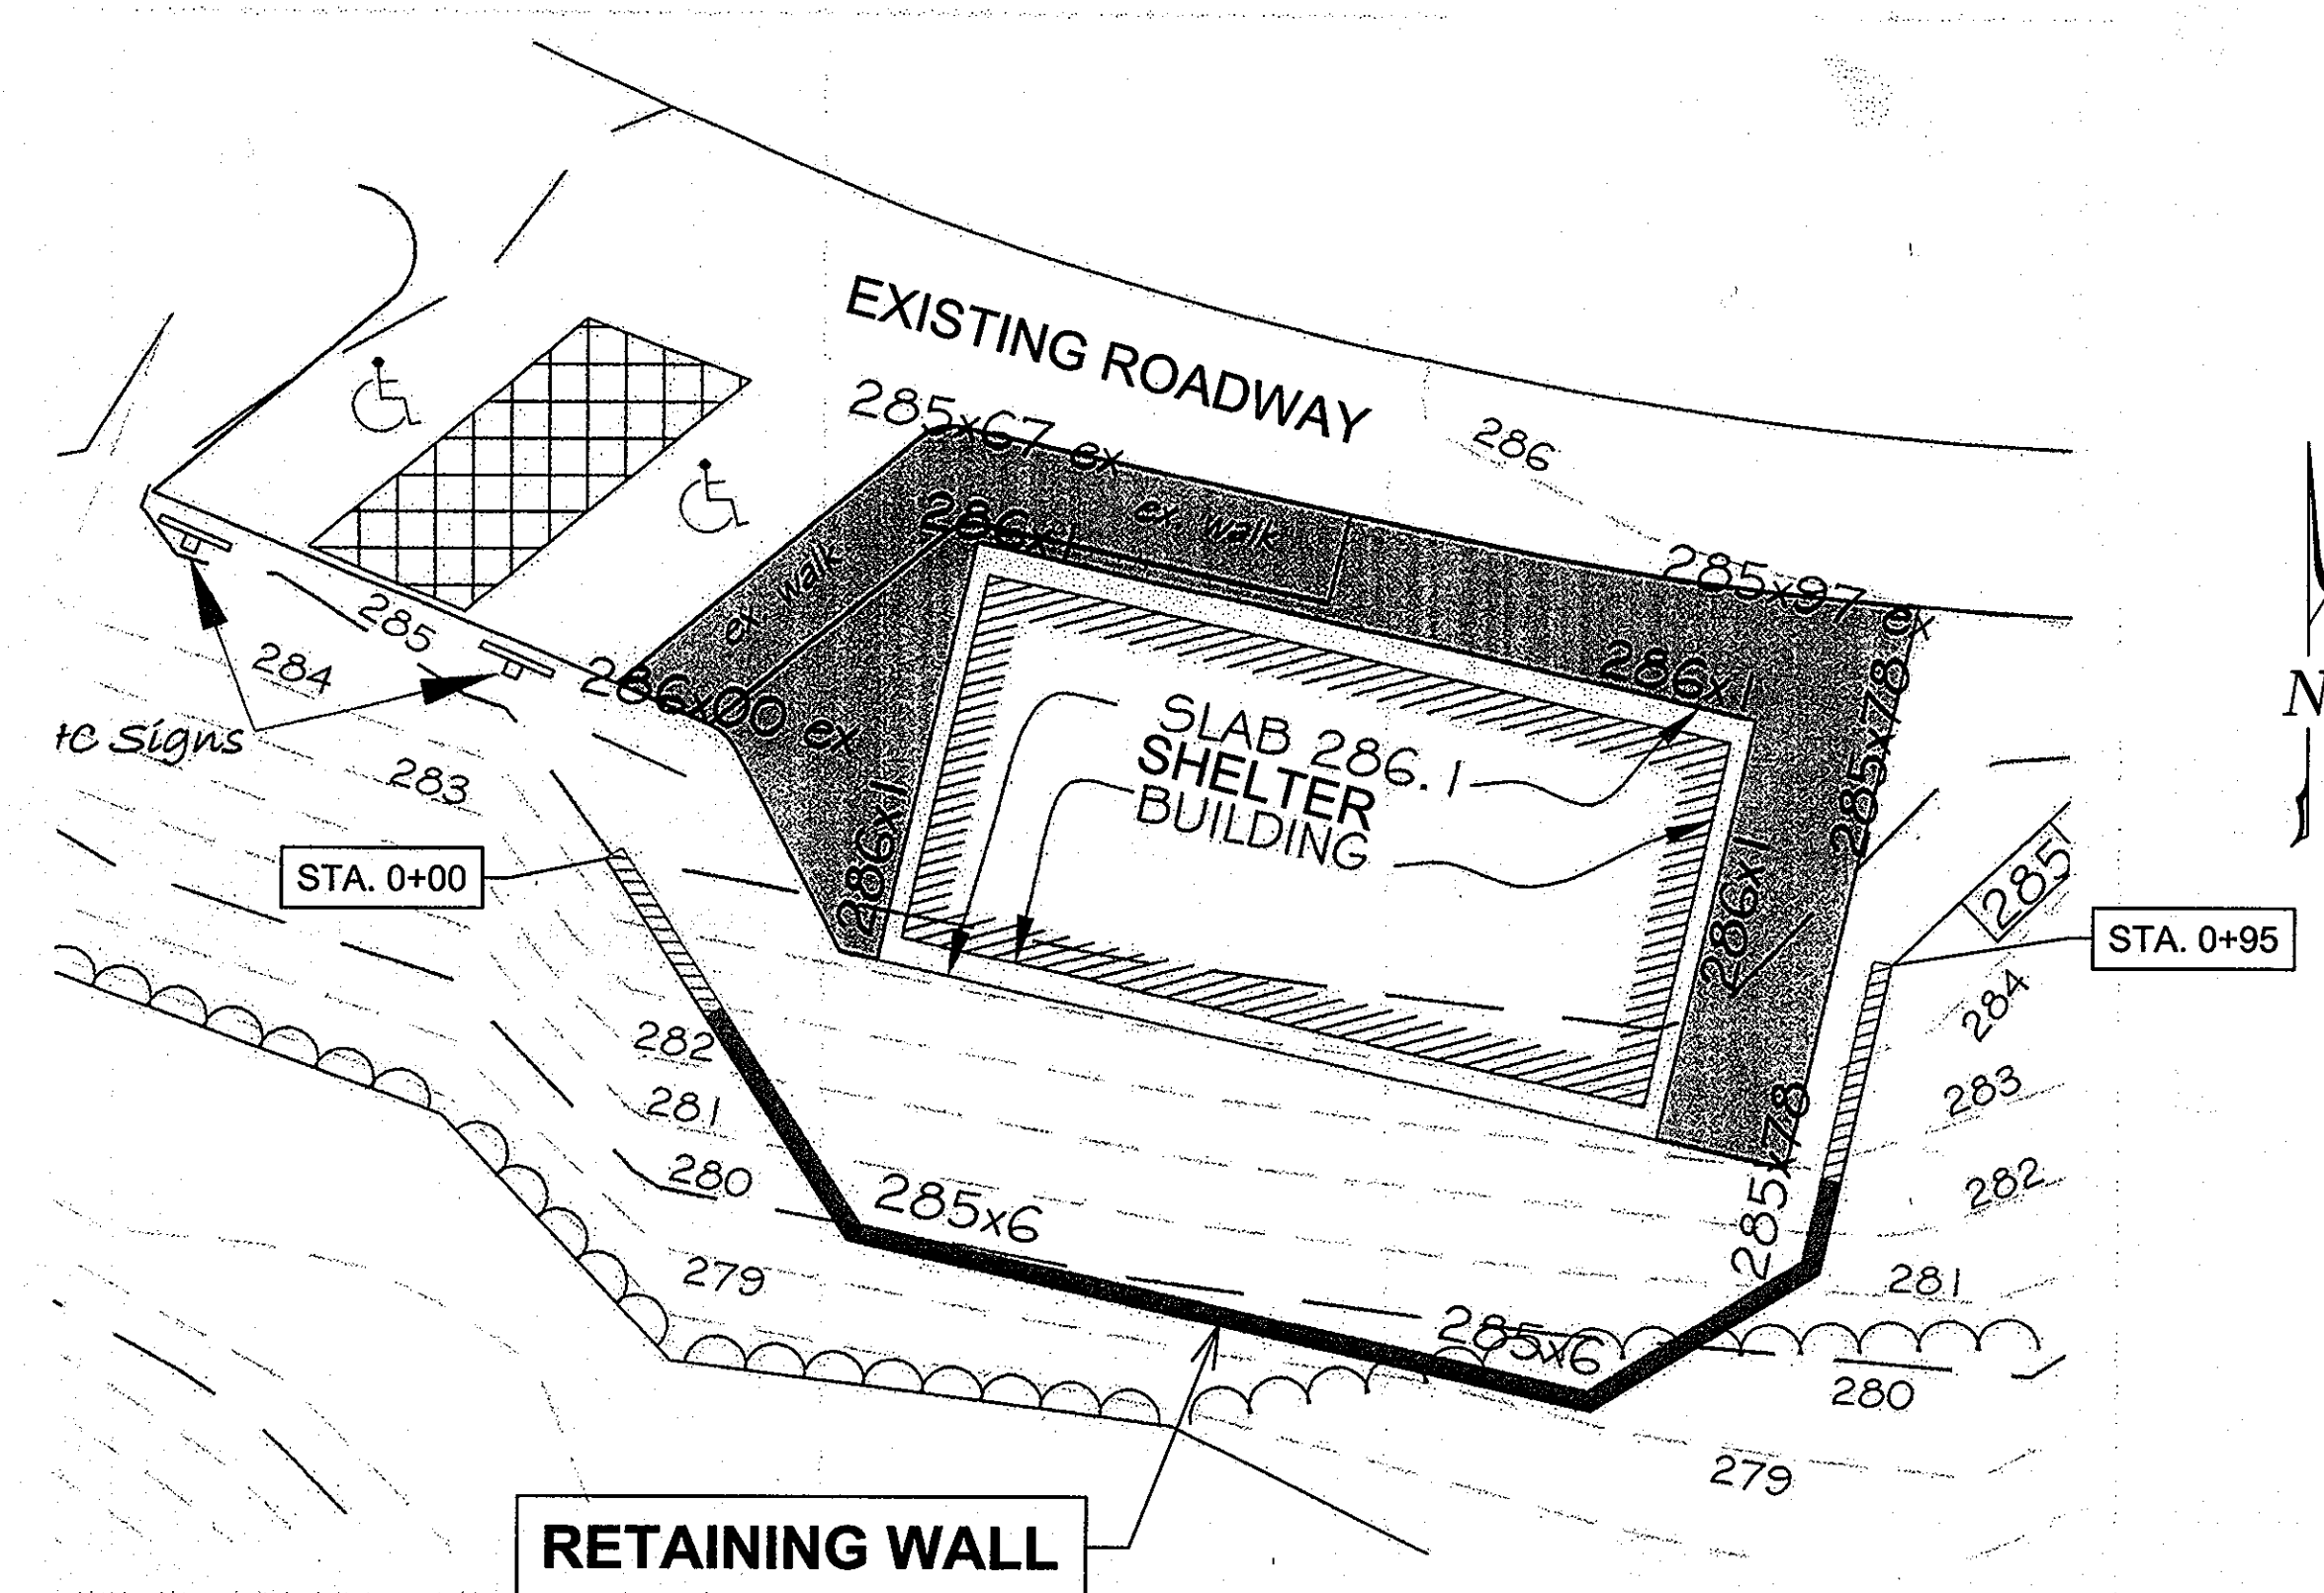 EXISTING ROADWAY
285x67 ex
286
286x1
ex. walk
285x97 ex
ex walk
285
284
286x00 ex
286x1
285x78
SLAB 286.1
SHELTER
BUILDING
N
HC Signs
283
286x1
286x1
285
STA. 0+00
STA. 0+95
284
282
283
281
285x78
280
285x6
282
279
281
285x6
280
279
RETAINING WALL